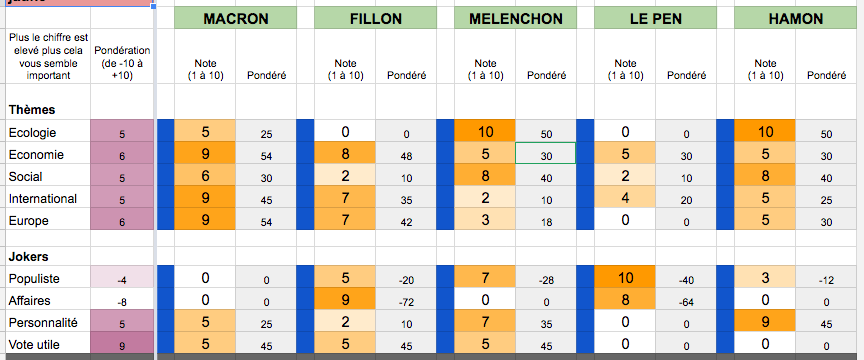 MACRON FILLON MELENCHON LE PEN HAMON
Plus le chiffre est
elevé plus cela
vous semble
important
Pondération
(de -10 à
+10)
Note
(1 à 10) Pondéré Note
(1 à 10) Pondéré Note
(1 à 10) Pondéré Note
(1 à 10) Pondéré Note
(1 à 10) Pondéré
Thèmes
Ecologie 5 5 25 0 0 10 50 0 0 10 50
Economie 6 9 54 8 48 5 30 5 30 5 30
Social 5 6 30 2 10 8 40 2 10 8 40
International 5 9 45 7 35 2 10 4 20 5 25
Europe 6 9 54 7 42 3 18 0 0 5 30
Jokers
Populiste -4 0 0 5 -20 7 -28 10 -40 3 -12
Affaires -8 0 0 9 -72 0 0 8 -64 0 0
Personnalité 5 5 25 2 10 7 35 0 0 9 45
Vote utile 9 5 45 5 45 5 45 0 0 0 0